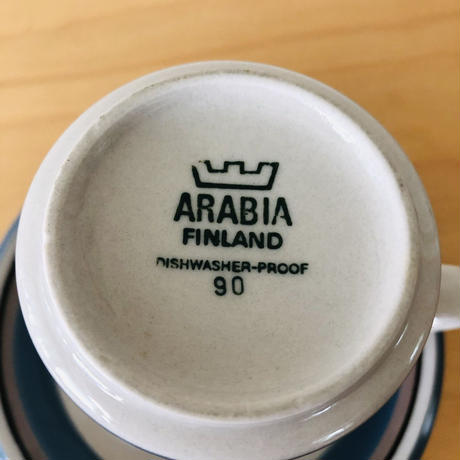 ARABIA
FINLAND
DISHWASHER-PROOF
90